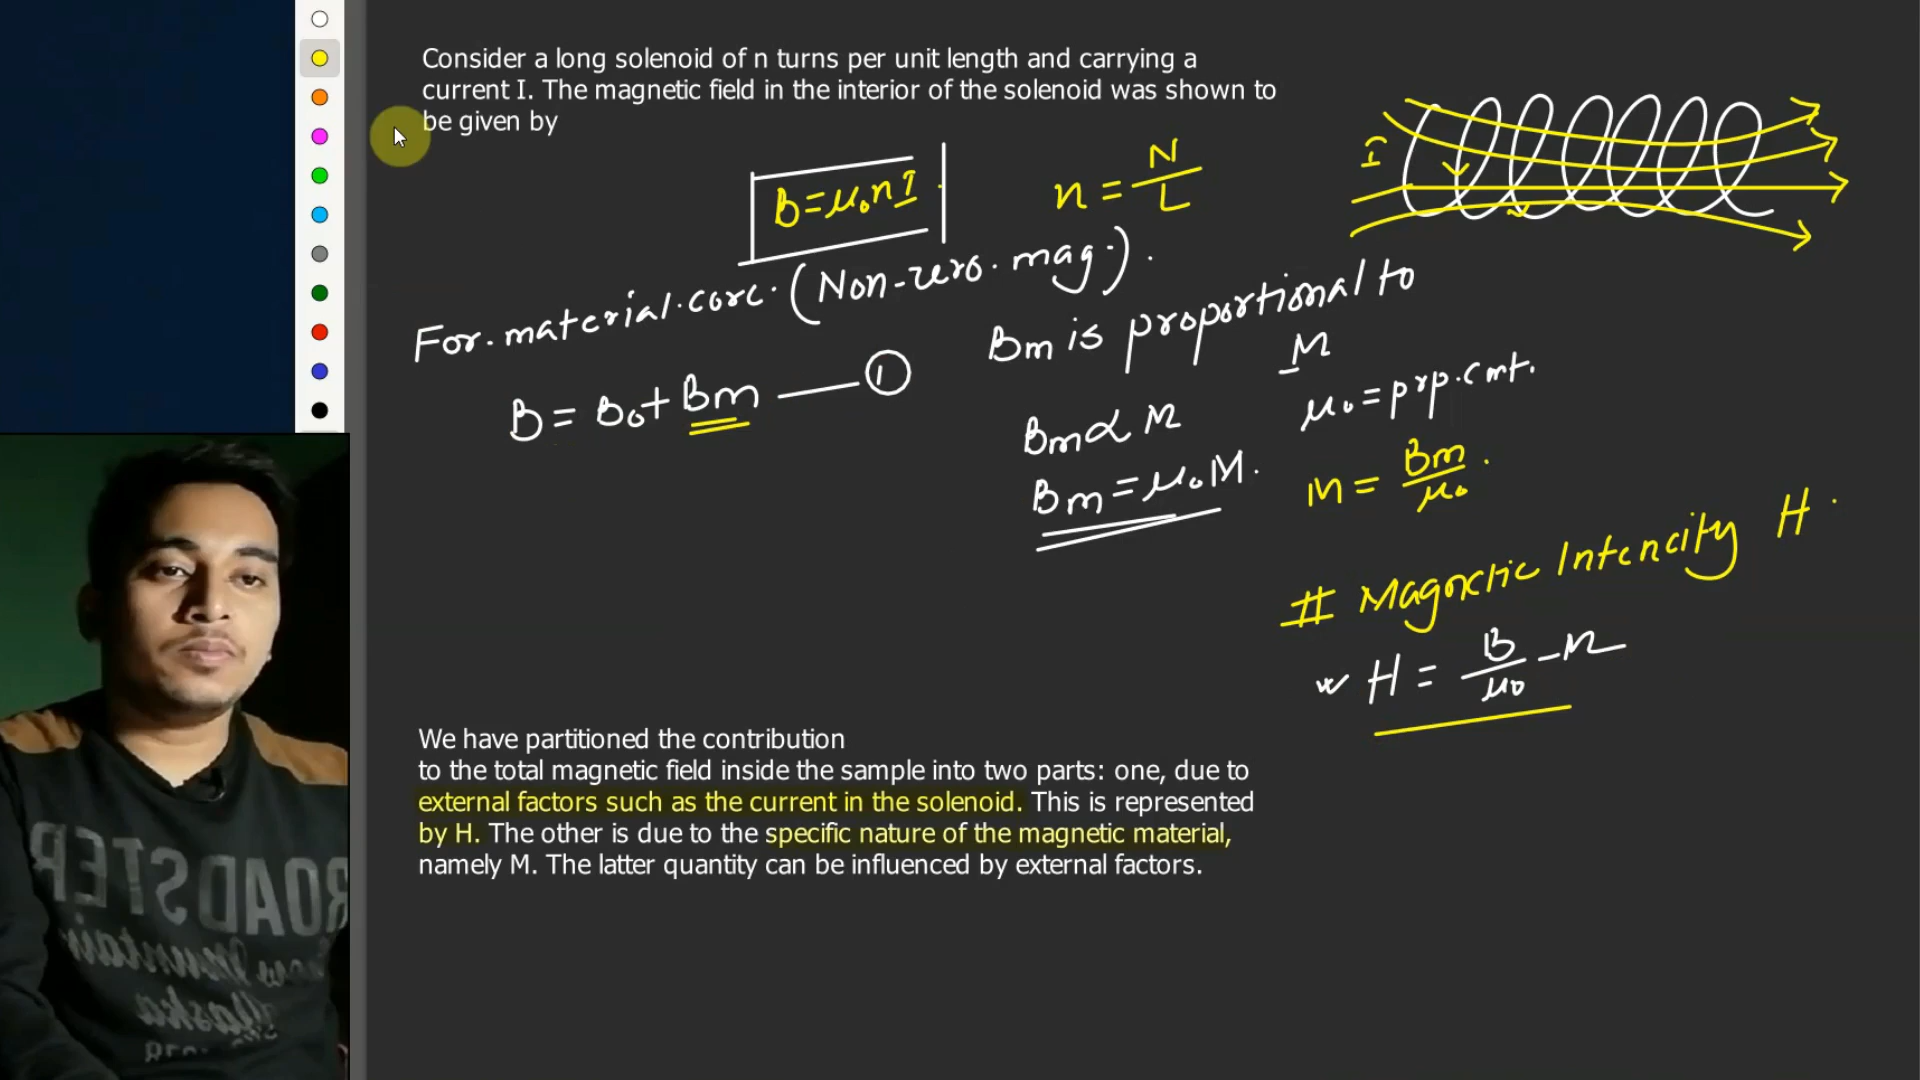 Consider a long solenoid of n turns per unit length and carrying a
current I. The magnetic field in the interior of the solenoid was shown to
be given by
B=μ₀nI
n = N/L
I
For.material.core.(Non-zero.mag.).
B = B₀+Bm —— ①
Bm is proportional to
M
Bm∝M
μ₀=prp.cnt.
Bm=μ₀M.
M = Bm/μ₀.
# Magnetic Intencity H.
H = B/μ₀ - M
We have partitioned the contribution
to the total magnetic field inside the sample into two parts: one, due to
external factors such as the current in the solenoid. This is represented
by H. The other is due to the specific nature of the magnetic material,
namely M. The latter quantity can be influenced by external factors.
ROADSTER
Mountain
Alaska